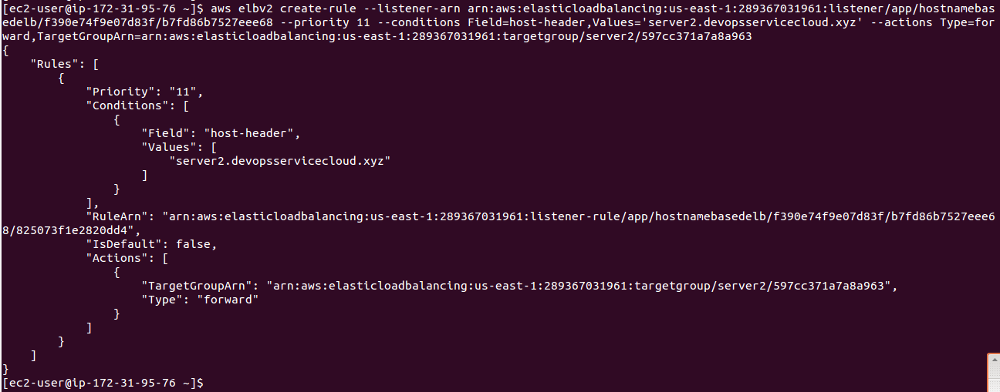 [ec2-user@ip-172-31-95-76 ~]$ aws elbv2 create-rule --listener-arn arn:aws:elasticloadbalancing:us-east-1:289367031961:listener/app/hostnamebas
edelb/f390e74f9e07d83f/b7fd86b7527eee68 --priority 11 --conditions Field=host-header,Values='server2.devopsservicecloud.xyz' --actions Type=for
ward,TargetGroupArn=arn:aws:elasticloadbalancing:us-east-1:289367031961:targetgroup/server2/597cc371a7a8a963
{
    "Rules": [
        {
            "Priority": "11",
            "Conditions": [
                {
                    "Field": "host-header",
                    "Values": [
                        "server2.devopsservicecloud.xyz"
                    ]
                }
            ],
            "RuleArn": "arn:aws:elasticloadbalancing:us-east-1:289367031961:listener-rule/app/hostnamebasedelb/f390e74f9e07d83f/b7fd86b7527eee6
8/825073f1e2820dd4",
            "IsDefault": false,
            "Actions": [
                {
                    "TargetGroupArn": "arn:aws:elasticloadbalancing:us-east-1:289367031961:targetgroup/server2/597cc371a7a8a963",
                    "Type": "forward"
                }
            ]
        }
    ]
}
[ec2-user@ip-172-31-95-76 ~]$